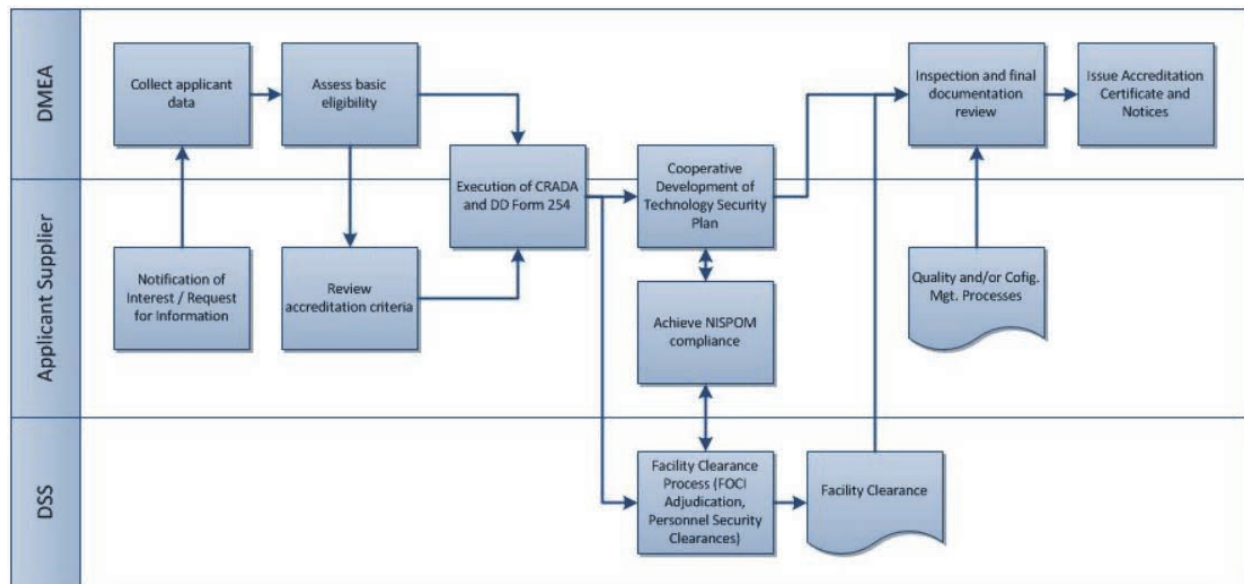 DMEA
Collect applicant
data
Assess basic
eligibility
Inspection and final
documentation
review
Issue Accreditation
Certificate and
Notices
Execution of CRADA
and DD Form 254
Cooperative
Development of
Technology Security
Plan
Applicant Supplier
Notification of
Interest / Request
for Information
Review
accreditation criteria
Achieve NISPOM
compliance
Quality and/or Cofig.
Mgt. Processes
DSS
Facility Clearance
Process (FOCI
Adjudication,
Personnel Security
Clearances)
Facility Clearance